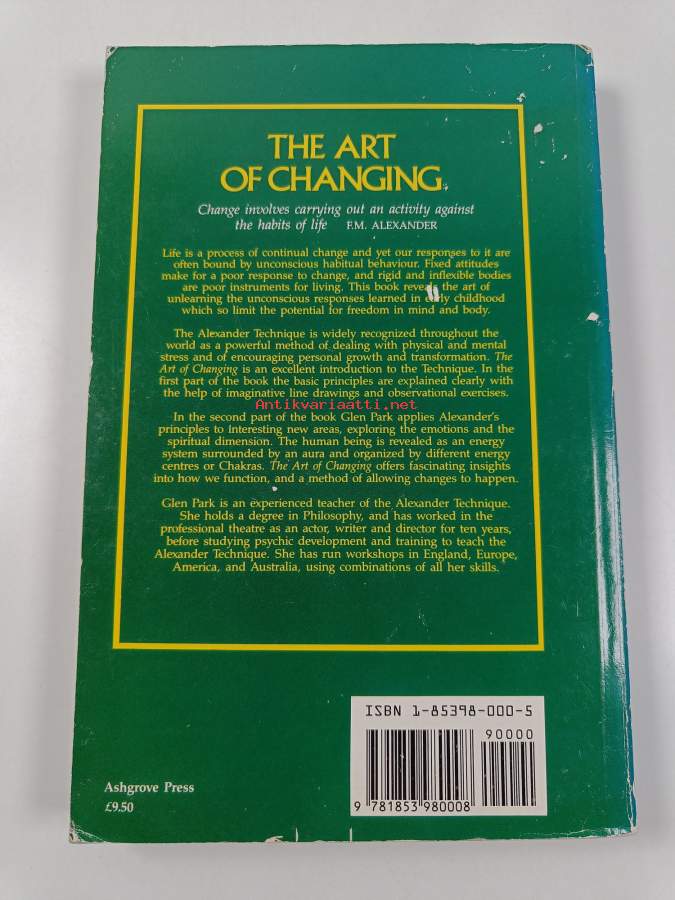 THE ART
OF CHANGING
Change involves carrying out an activity against
the habits of life F.M. ALEXANDER
Life is a process of continual change and yet our responses to it are
often bound by unconscious habitual behaviour. Fixed attitudes
make for a poor response to change, and rigid and inflexible bodies
are poor instruments for living. This book reveals the art of
unlearning the unconscious responses learned in early childhood
which so limit the potential for freedom in mind and body.
The Alexander Technique is widely recognized throughout the
world as a powerful method of dealing with physical and mental
stress and of encouraging personal growth and transformation. The
Art of Changing is an excellent introduction to the Technique. In the
first part of the book the basic principles are explained clearly with
the help of imaginative line drawings and observational exercises.
Antikvariaatti.net
In the second part of the book Glen Park applies Alexander's
principles to interesting new areas, exploring the emotions and the
spiritual dimension. The human being is revealed as an energy
system surrounded by an aura and organized by different energy
centres or Chakras. The Art of Changing offers fascinating insights
into how we function, and a method of allowing changes to happen.
Glen Park is an experienced teacher of the Alexander Technique.
She holds a degree in Philosophy, and has worked in the
professional theatre as an actor, writer and director for ten years,
before studying psychic development and training to teach the
Alexander Technique. She has run workshops in England, Europe,
America, and Australia, using combinations of all her skills.
ISBN 1-85398-000-5
90000
9 781853 980008
Ashgrove Press
£9.50